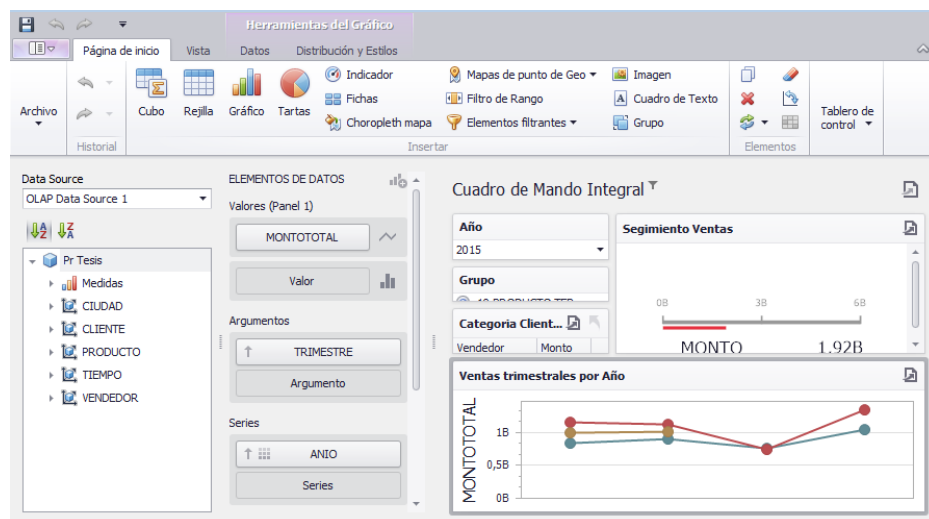 Herramientas del Gráfico
Página de inicio Vista Datos Distribución y Estilos
Archivo
Historial
Cubo Rejilla Gráfico Tartas
Indicador
Fichas
Choropleth mapa
Mapas de punto de Geo
Filtro de Rango
Elementos filtrantes
Imagen
Cuadro de Texto
Grupo
Insertar
Elementos
Tablero de
control
Data Source
OLAP Data Source 1
Pr Tesis
Medidas
CIUDAD
CLIENTE
PRODUCTO
TIEMPO
VENDEDOR
ELEMENTOS DE DATOS
Valores (Panel 1)
MONTOTOTAL
Valor
Argumentos
TRIMESTRE
Argumento
Series
ANIO
Series
Cuadro de Mando Integral
Año
2015
Grupo
Categoria Client...
Vendedor Monto
Segimiento Ventas
0B 3B 6B
MONTO 1.92B
Ventas trimestrales por Año
MONTOTOTAL
1B
0,5B
0B